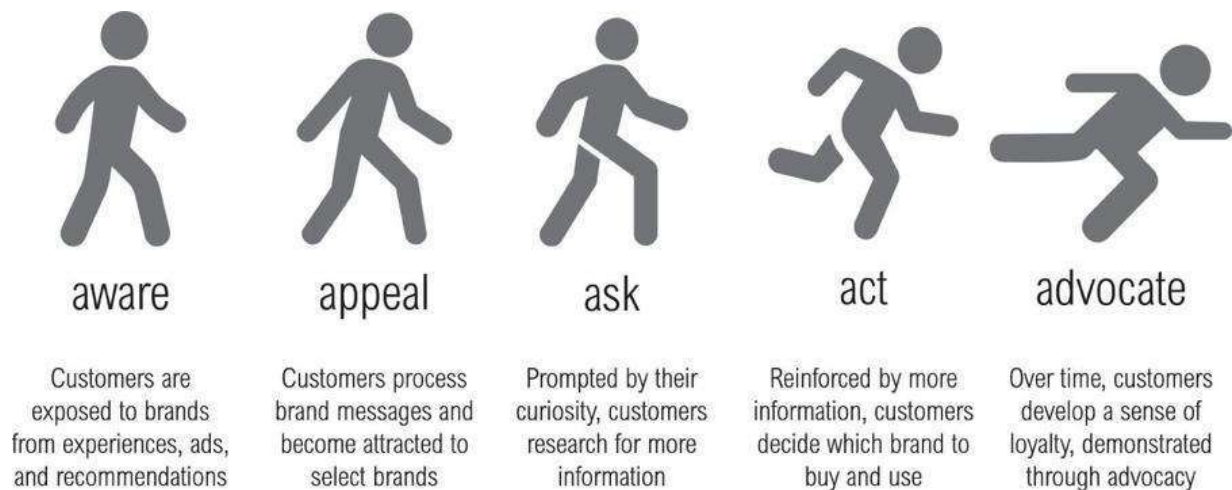 aware
Customers are
exposed to brands
from experiences, ads,
and recommendations
appeal
Customers process
brand messages and
become attracted to
select brands
ask
Prompted by their
curiosity, customers
research for more
information
act
Reinforced by more
information, customers
decide which brand to
buy and use
advocate
Over time, customers
develop a sense of
loyalty, demonstrated
through advocacy